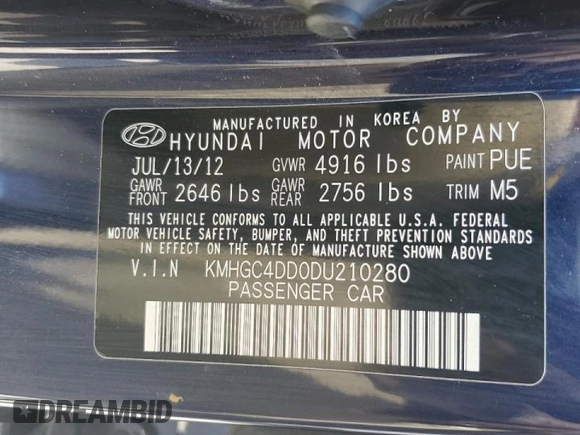 MANUFACTURED IN KOREA BY
HYUNDAI MOTOR COMPANY
JUL/13/12 GVWR 4916 lbs PAINT PUE
GAWR FRONT 2646 lbs GAWR REAR 2756 lbs TRIM M5
THIS VEHICLE CONFORMS TO ALL APPLICABLE U.S.A. FEDERAL
MOTOR VEHICLE SAFETY, BUMPER, AND THEFT PREVENTION STANDARDS
IN EFFECT ON THE DATE OF MANUFACTURE SHOWN ABOVE
V.I.N KMHGC4DD0DU210280
PASSENGER CAR
DREAMBID